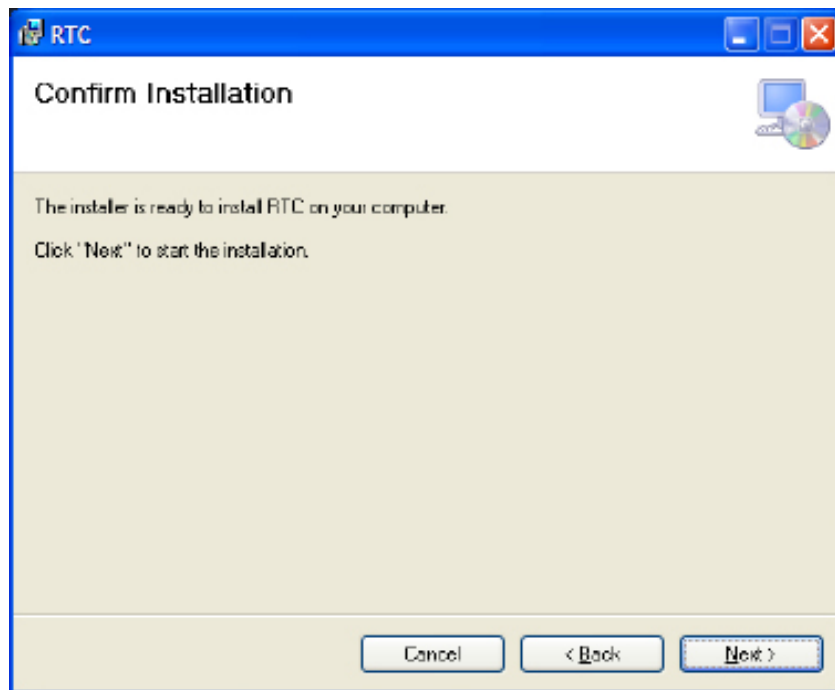 RTC
Confirm Installation
The installer is ready to install RTC on your computer.
Click "Next" to start the installation.
Cancel
< Back
Next >